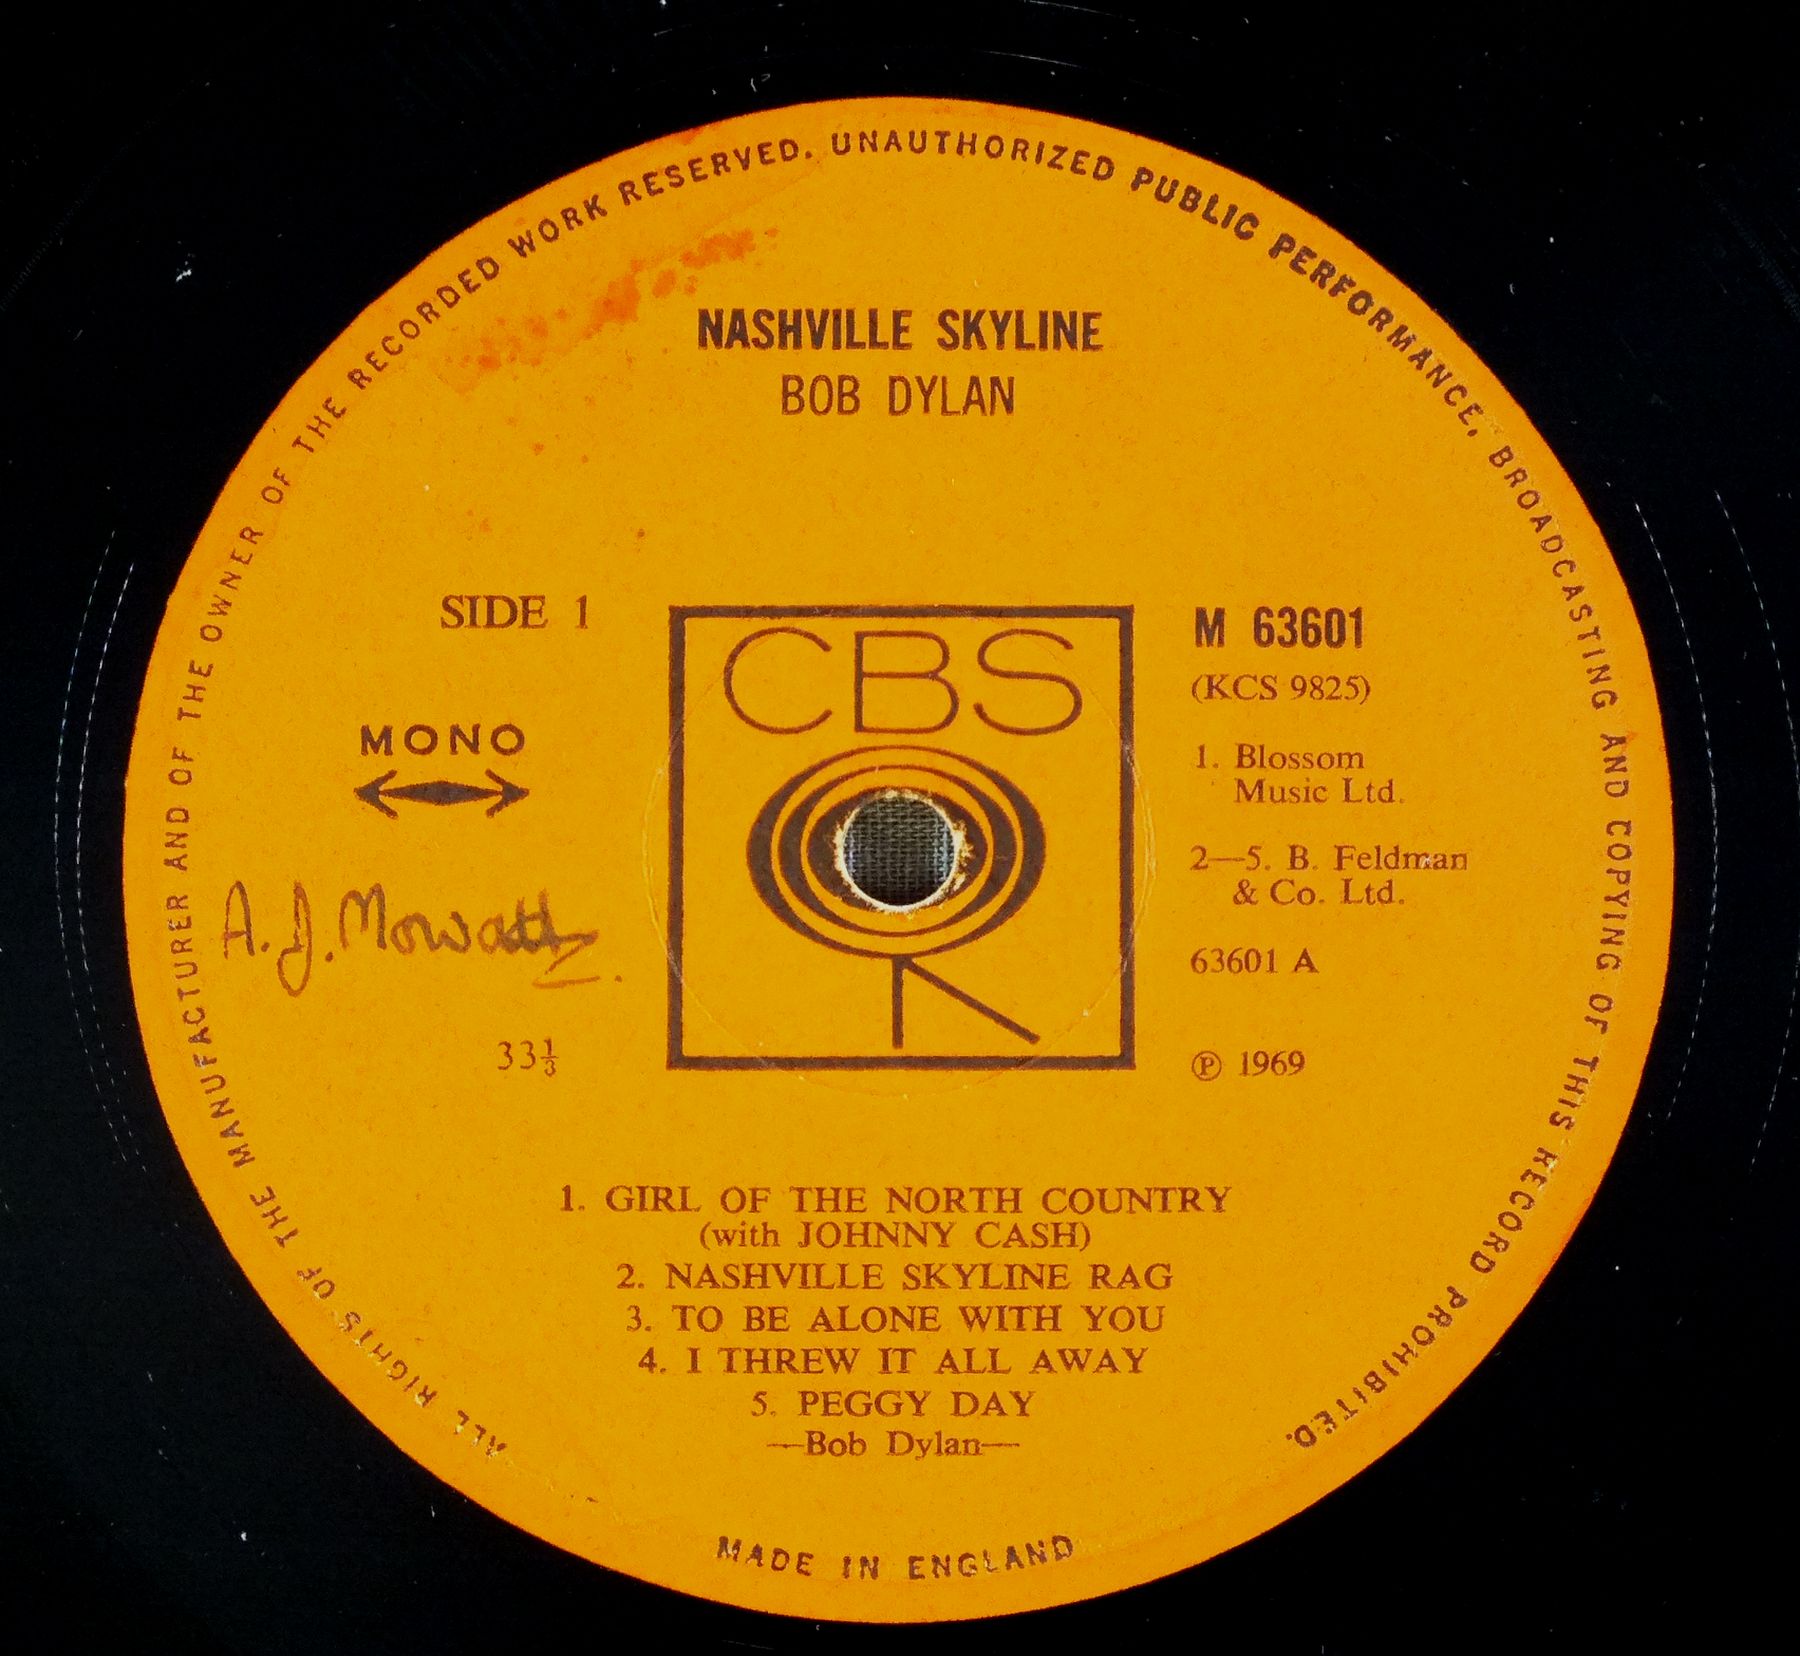 ALL RIGHTS OF THE MANUFACTURER AND OF THE OWNER OF THE RECORDED WORK RESERVED. UNAUTHORIZED PUBLIC PERFORMANCE, BROADCASTING AND COPYING OF THIS RECORD PROHIBITED.
NASHVILLE SKYLINE
BOB DYLAN
SIDE 1
MONO
A. J. Mowatt
33⅓
CBS
M 63601
(KCS 9825)
1. Blossom
Music Ltd.
2—5. B. Feldman
& Co. Ltd.
63601 A
Ⓟ 1969
1. GIRL OF THE NORTH COUNTRY
(with JOHNNY CASH)
2. NASHVILLE SKYLINE RAG
3. TO BE ALONE WITH YOU
4. I THREW IT ALL AWAY
5. PEGGY DAY
—Bob Dylan—
MADE IN ENGLAND